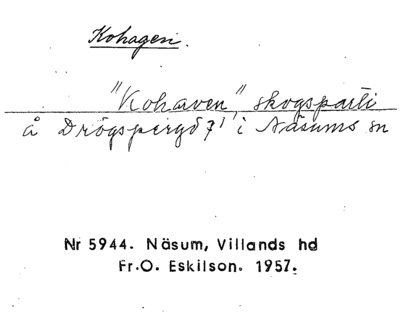 Kohagen.
"Kohaven", skogsparti
å Drögsperyd 7¹ i Näsums sn
Nr 5944. Näsum, Villands hd
Fr.O. Eskilson. 1957.